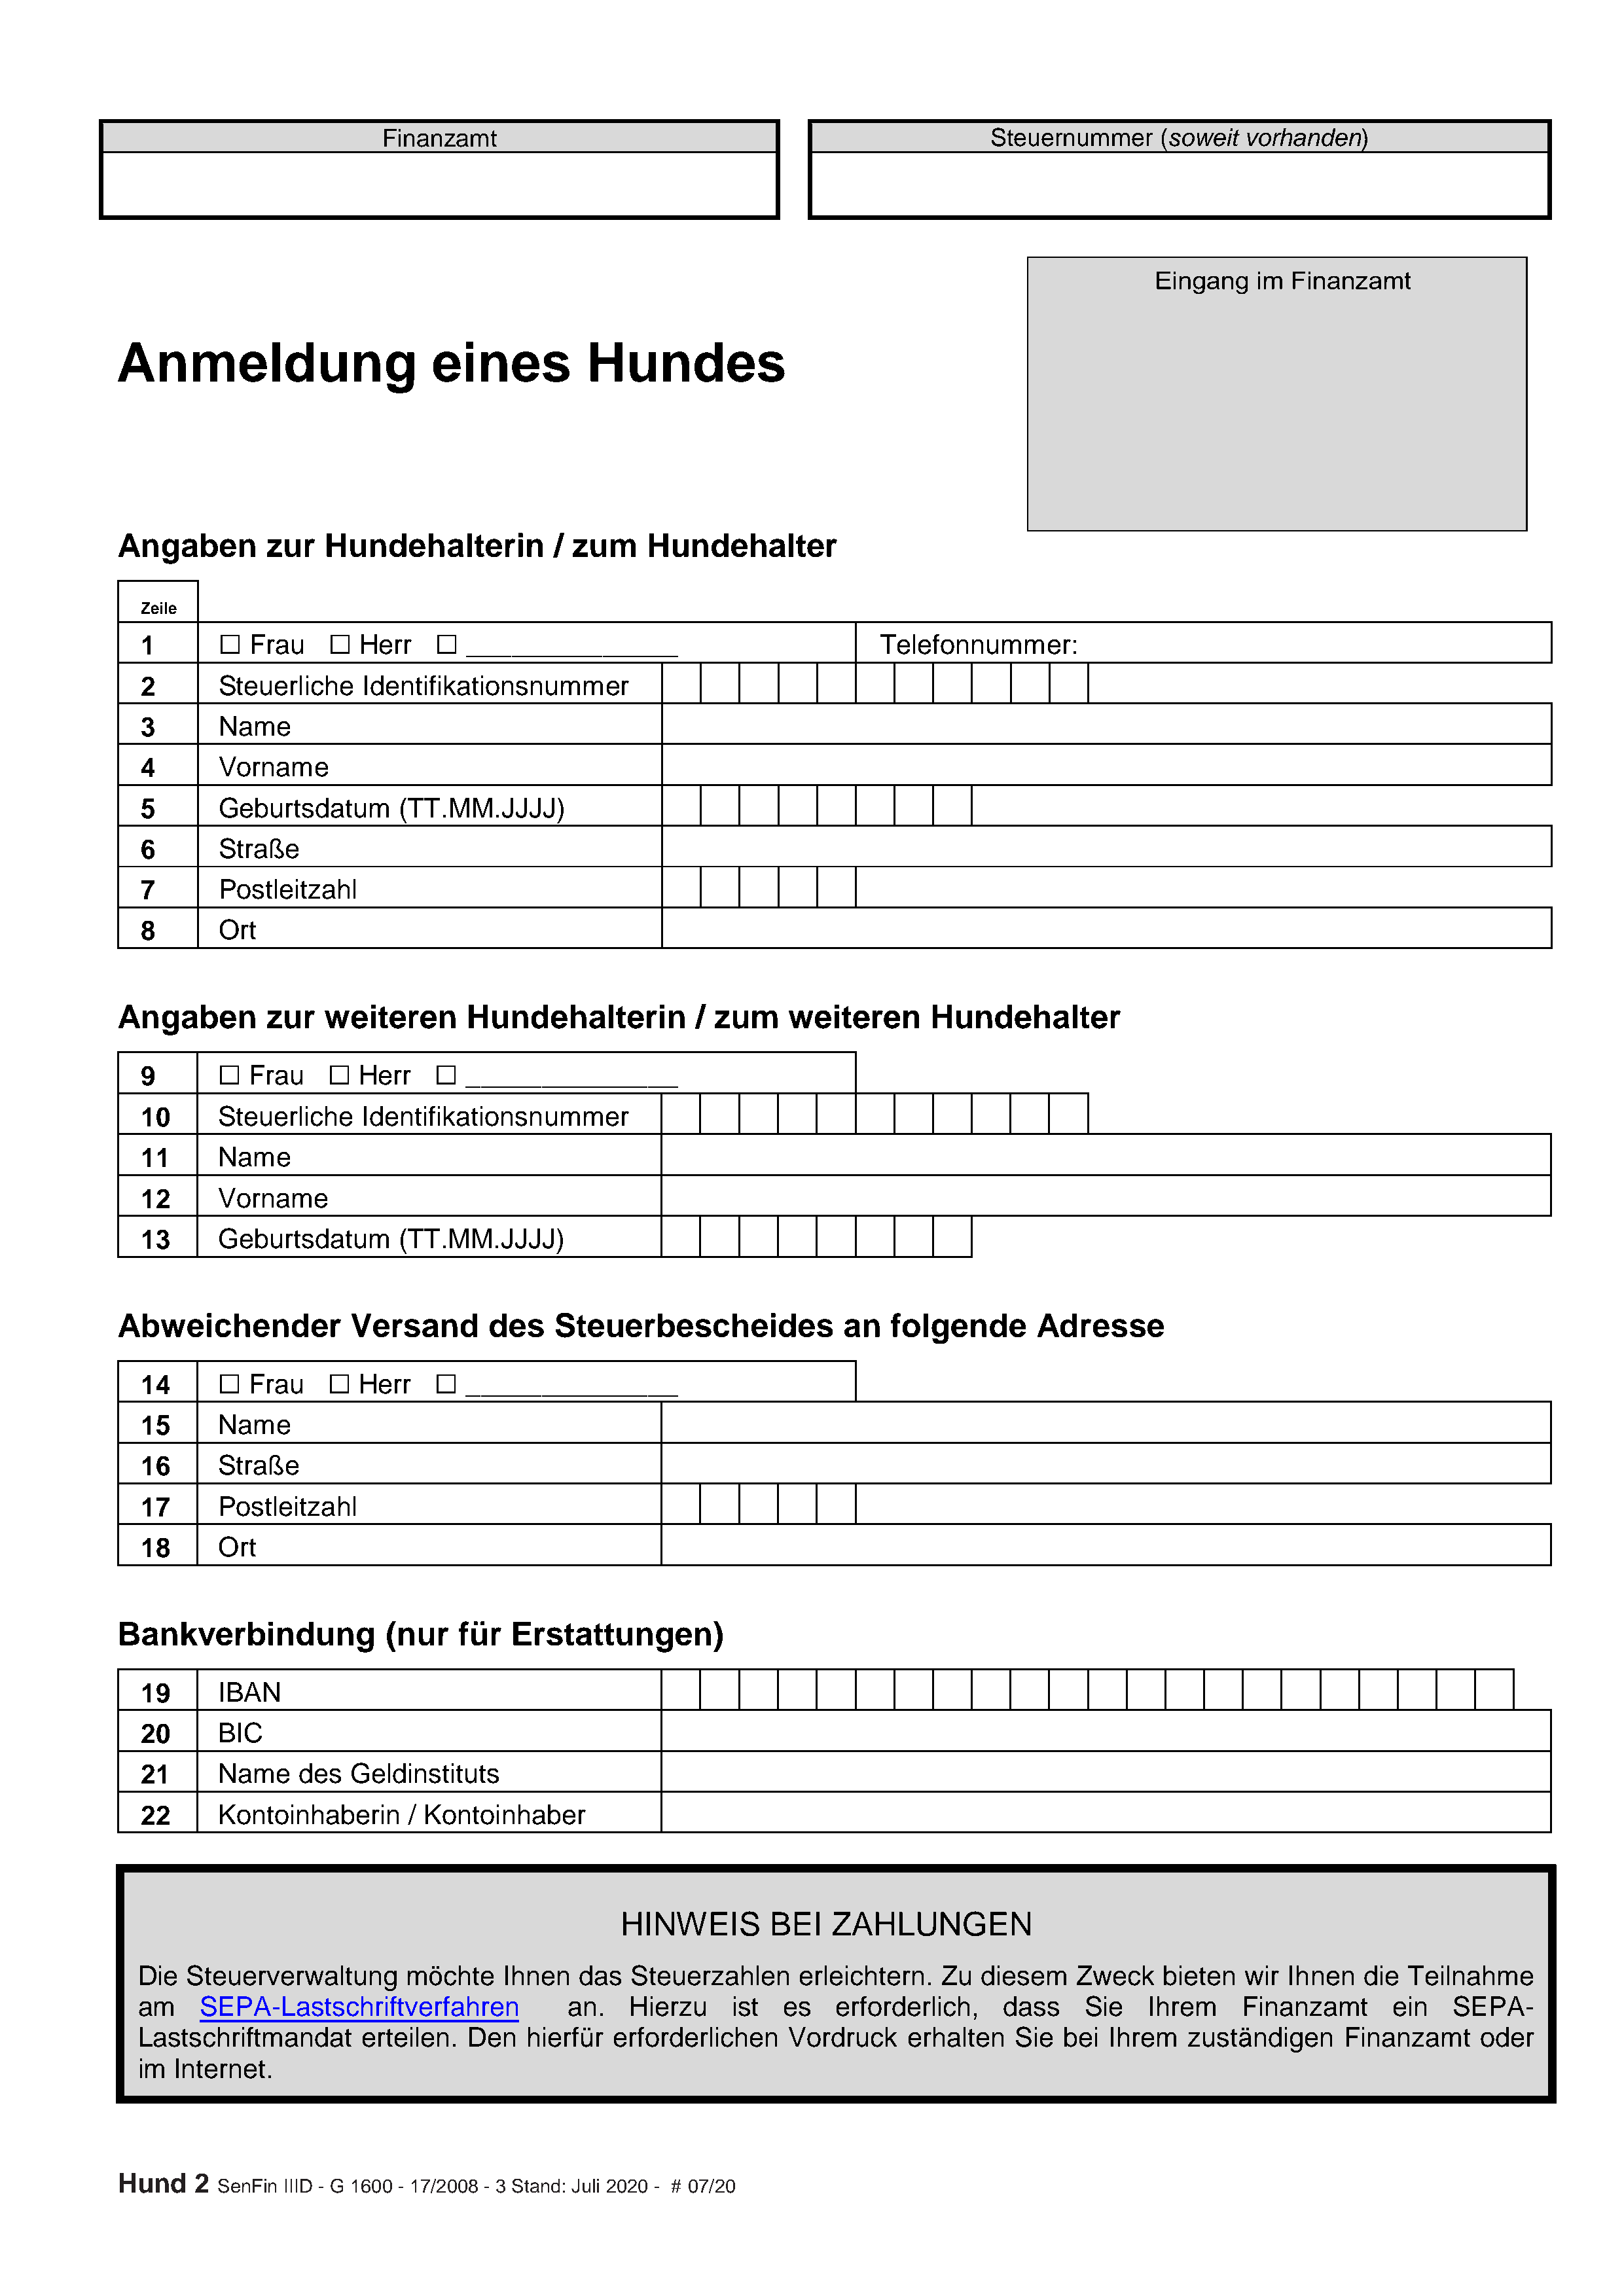 Finanzamt
Steuernummer (soweit vorhanden)
Eingang im Finanzamt
Anmeldung eines Hundes
Angaben zur Hundehalterin / zum Hundehalter
Zeile
1 ☐ Frau ☐ Herr ☐ ______________ Telefonnummer:
2 Steuerliche Identifikationsnummer
3 Name
4 Vorname
5 Geburtsdatum (TT.MM.JJJJ)
6 Straße
7 Postleitzahl
8 Ort
Angaben zur weiteren Hundehalterin / zum weiteren Hundehalter
9 ☐ Frau ☐ Herr ☐ ______________
10 Steuerliche Identifikationsnummer
11 Name
12 Vorname
13 Geburtsdatum (TT.MM.JJJJ)
Abweichender Versand des Steuerbescheides an folgende Adresse
14 ☐ Frau ☐ Herr ☐ ______________
15 Name
16 Straße
17 Postleitzahl
18 Ort
Bankverbindung (nur für Erstattungen)
19 IBAN
20 BIC
21 Name des Geldinstituts
22 Kontoinhaberin / Kontoinhaber
HINWEIS BEI ZAHLUNGEN
Die Steuerverwaltung möchte Ihnen das Steuerzahlen erleichtern. Zu diesem Zweck bieten wir Ihnen die Teilnahme
am SEPA-Lastschriftverfahren an. Hierzu ist es erforderlich, dass Sie Ihrem Finanzamt ein SEPA-
Lastschriftmandat erteilen. Den hierfür erforderlichen Vordruck erhalten Sie bei Ihrem zuständigen Finanzamt oder
im Internet.
Hund 2 SenFin IIID - G 1600 - 17/2008 - 3 Stand: Juli 2020 - # 07/20